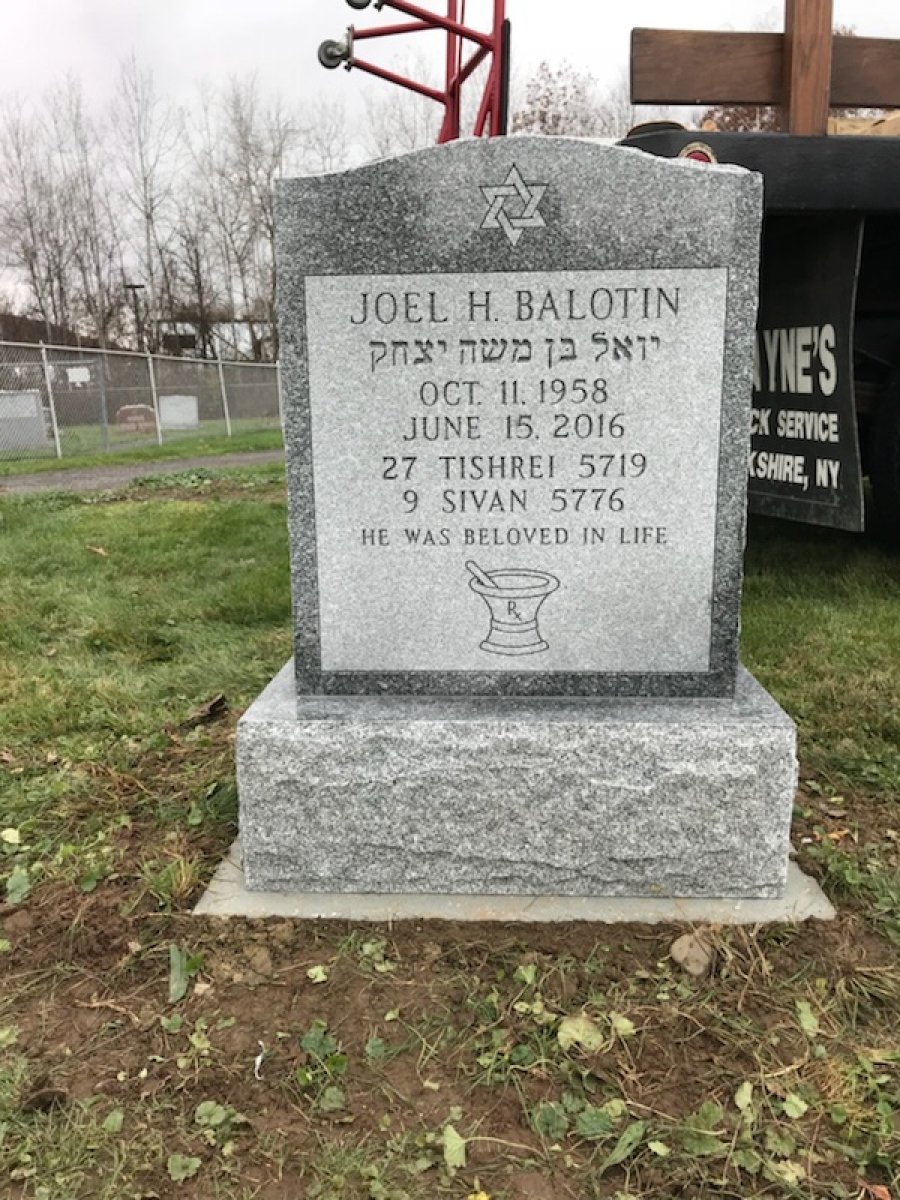 JOEL H. BALOTIN
יואל בן משה יצחק
OCT. 11. 1958
JUNE 15. 2016
27 TISHREI 5719
9 SIVAN 5776
HE WAS BELOVED IN LIFE
Rx
YNE'S
CK SERVICE
KSHIRE, NY